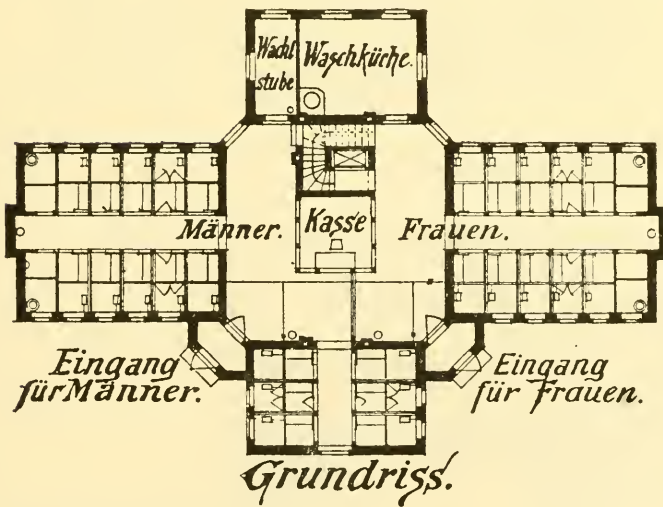 Wacht
stube
Waschküche.
Männer.
Kasse
Frauen.
Eingang
für Männer.
Eingang
für Frauen.
Grundriss.